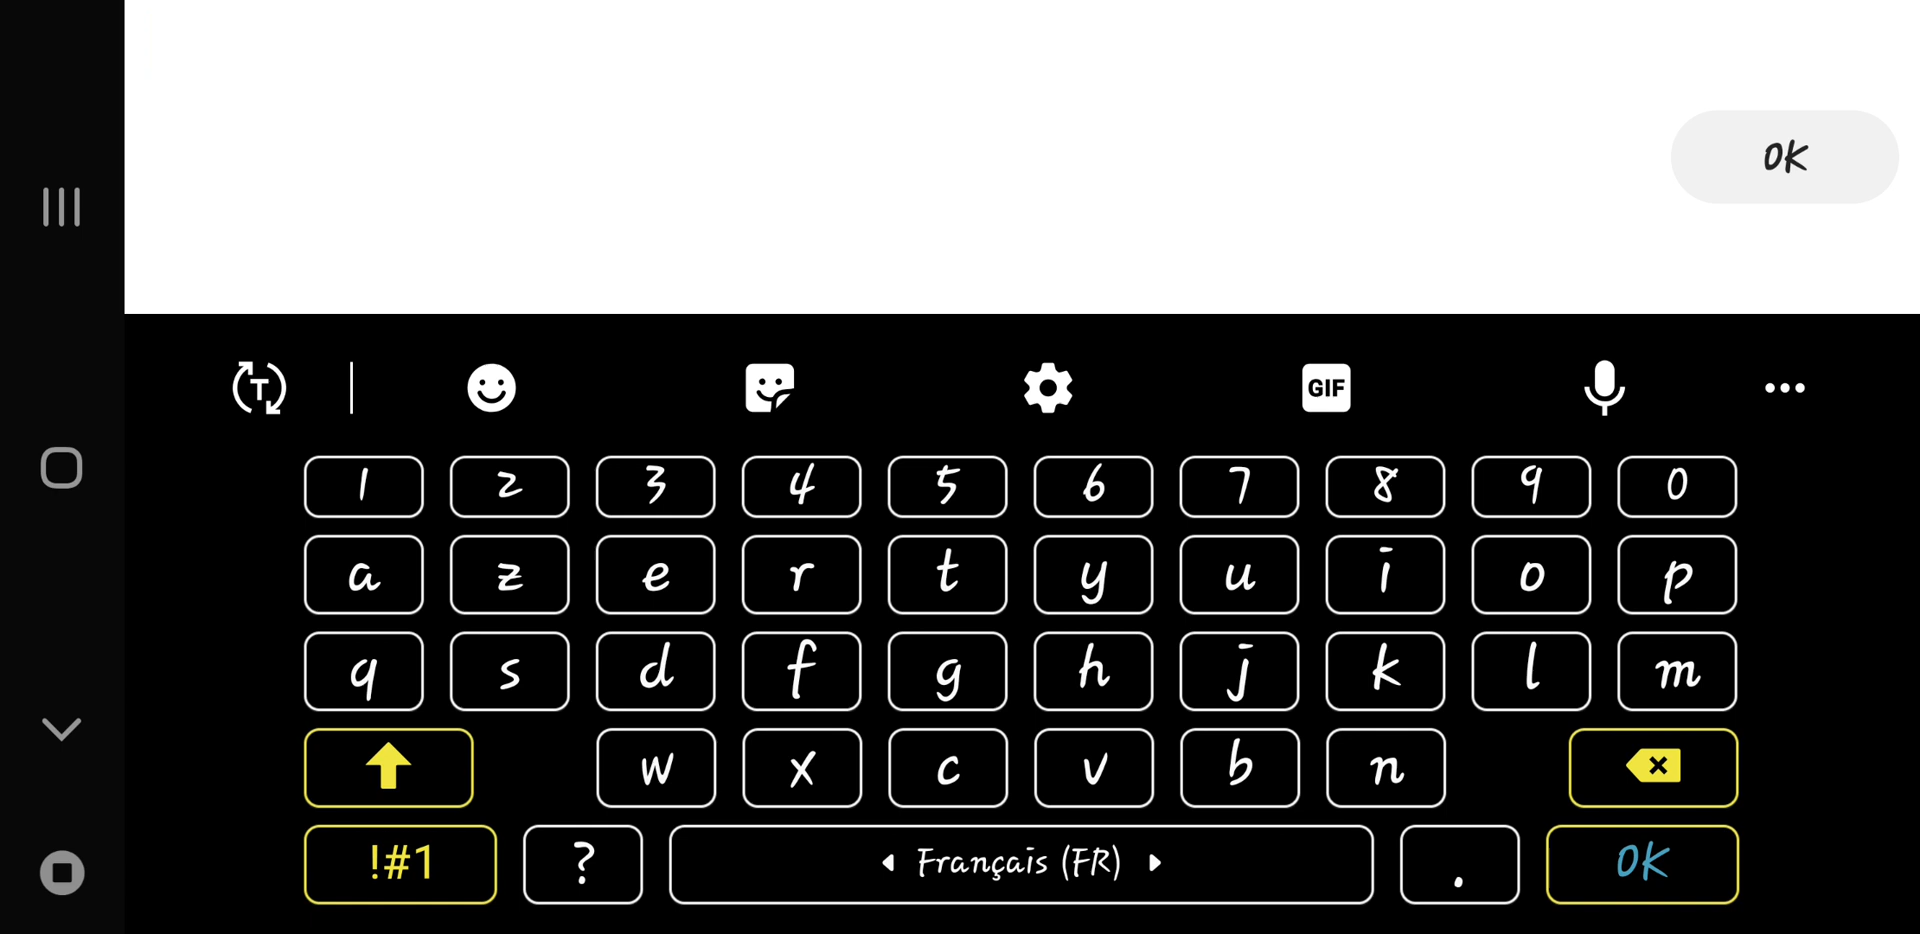 OK
T GIF
1 2 3 4 5 6 7 8 9 0
a z e r t y u i o p
q s d f g h j k l m
w x c v b n
!#1 ? Français (FR) . OK